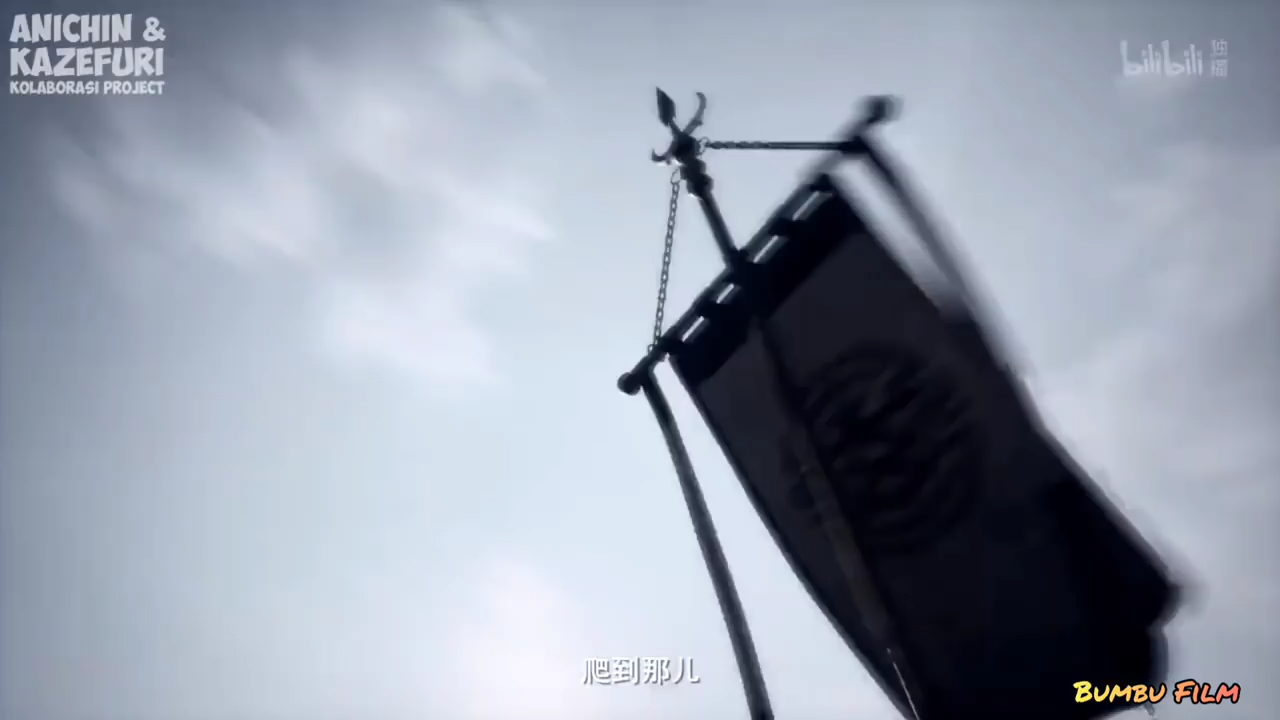 ANICHIN &
KAZEFURI
KOLABORASI PROJECT
bilibili 独播
爬到那儿
BUMBU FILM